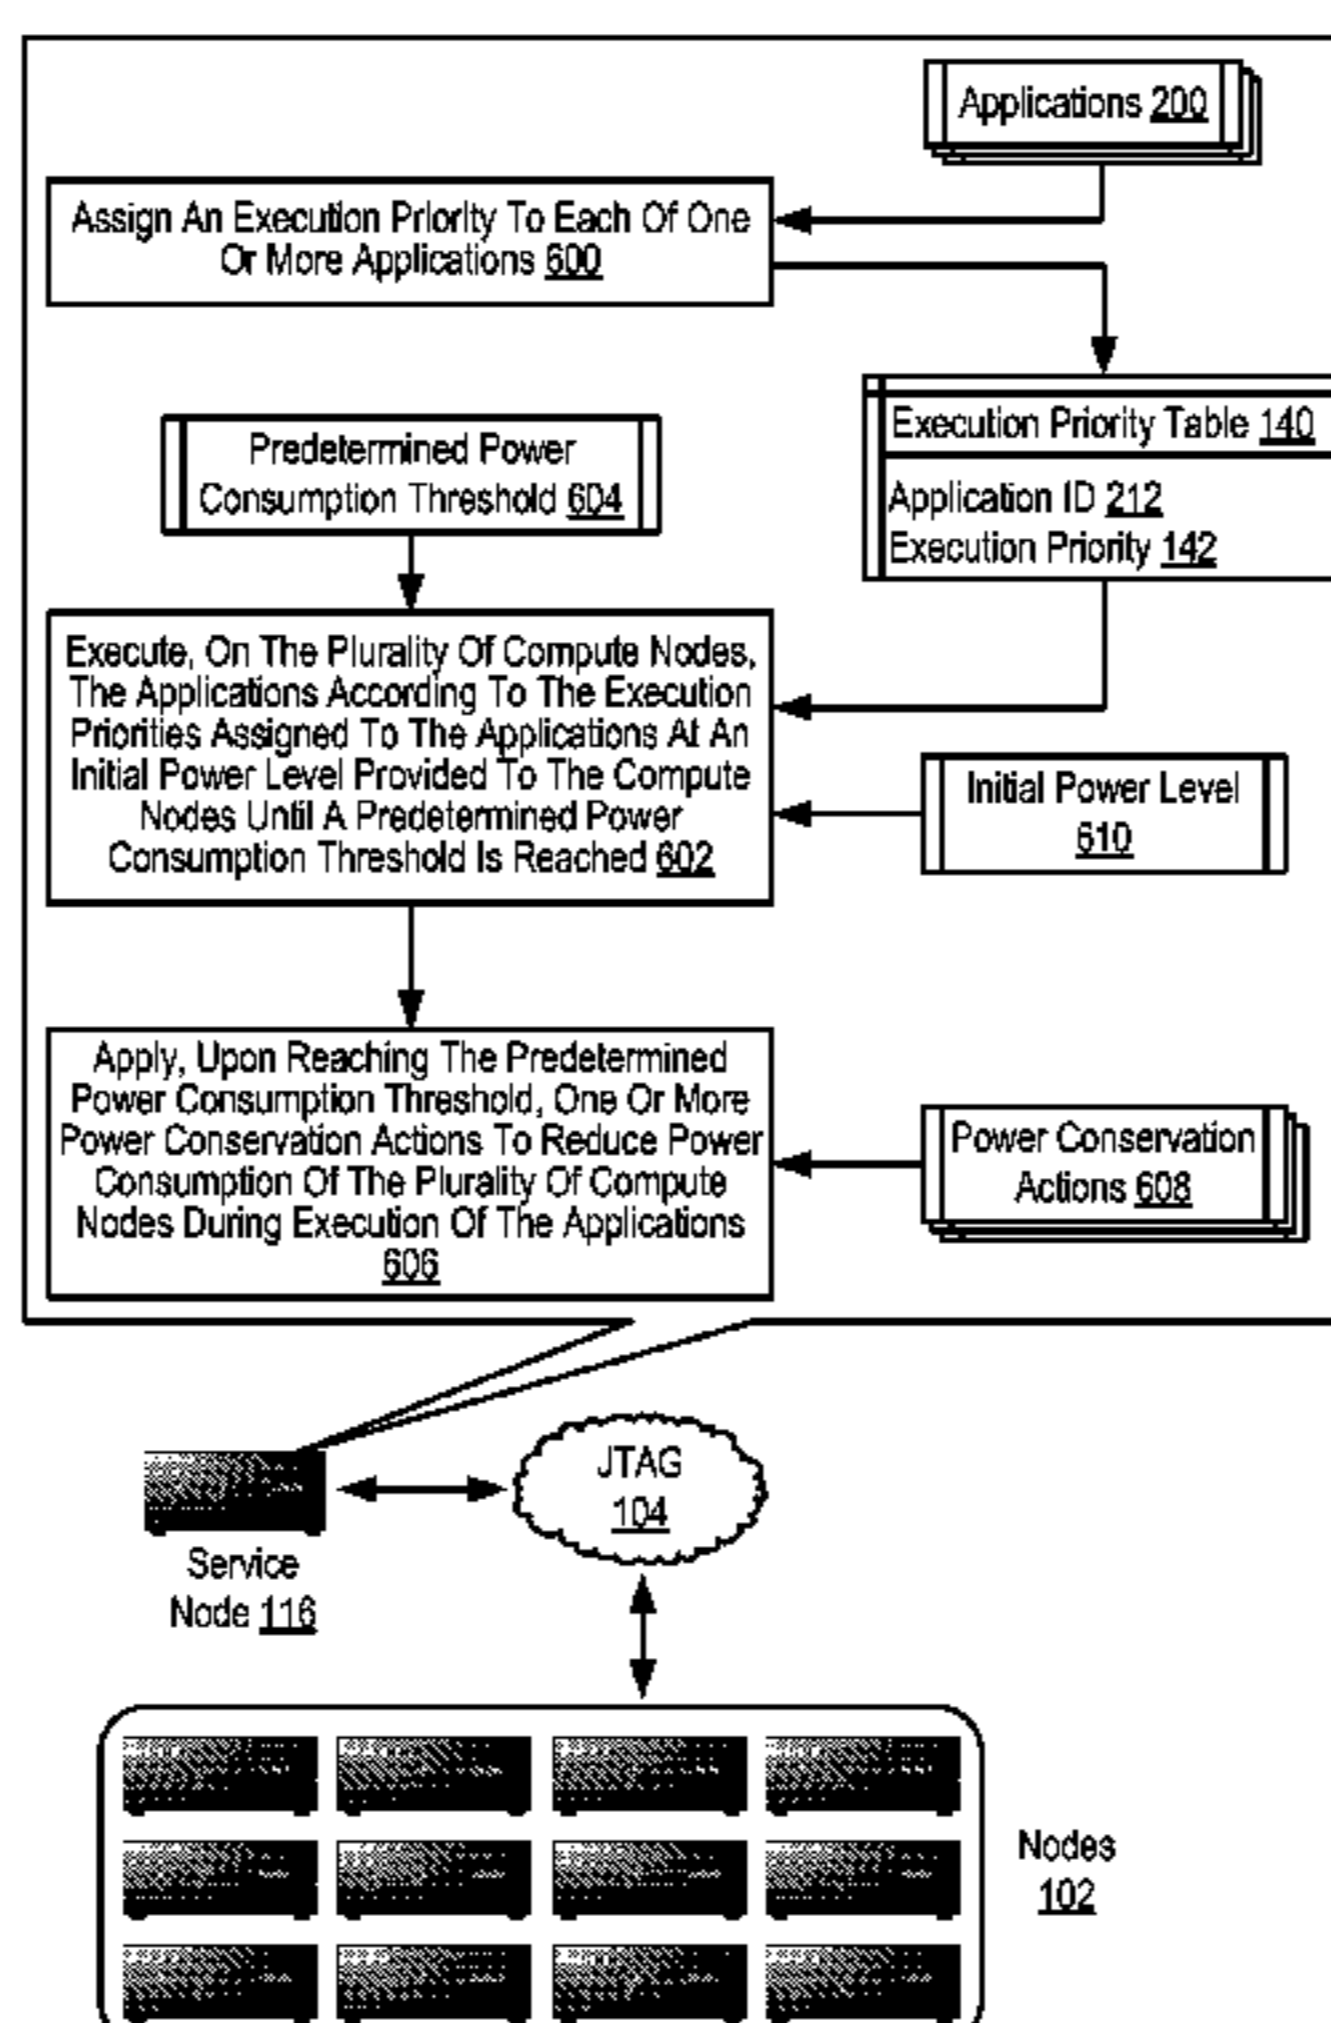 Applications 200
Assign An Execution Priority To Each Of One
Or More Applications 600
Execution Priority Table 140
Application ID 212
Execution Priority 142
Predetermined Power
Consumption Threshold 604
Execute, On The Plurality Of Compute Nodes,
The Applications According To The Execution
Priorities Assigned To The Applications At An
Initial Power Level Provided To The Compute
Nodes Until A Predetermined Power
Consumption Threshold Is Reached 602
Initial Power Level
610
Apply, Upon Reaching The Predetermined
Power Consumption Threshold, One Or More
Power Conservation Actions To Reduce Power
Consumption Of The Plurality Of Compute
Nodes During Execution Of The Applications
606
Power Conservation
Actions 608
JTAG
104
Service
Node 116
Nodes
102